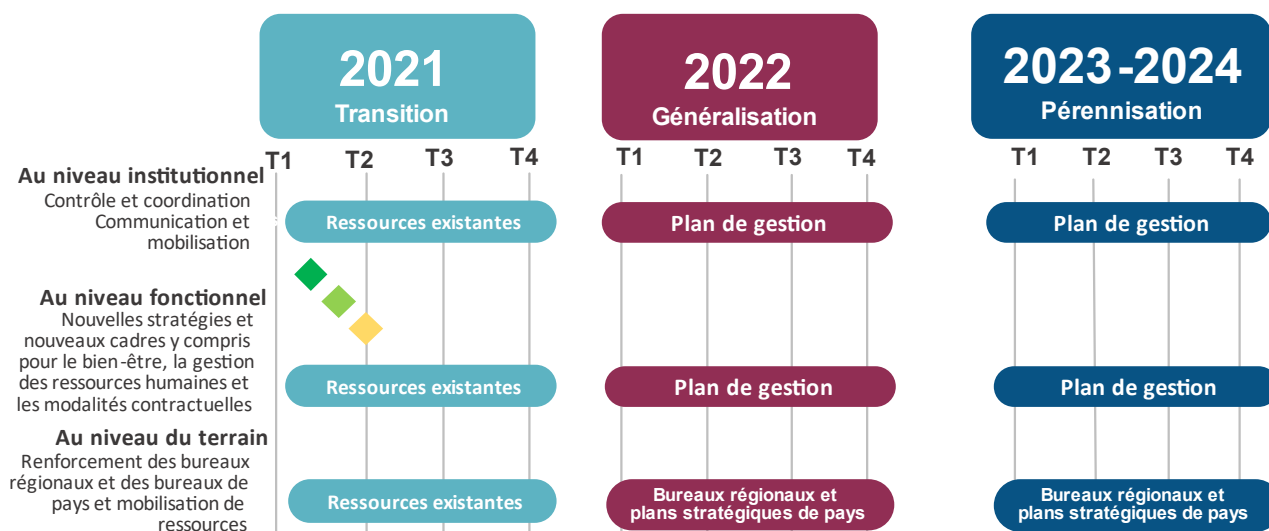 2021
Transition
2022
Généralisation
2023-2024
Pérennisation
T1 T2 T3 T4
T1 T2 T3 T4
T1 T2 T3 T4
Au niveau institutionnel
Contrôle et coordination
Communication et
mobilisation
Ressources existantes
Plan de gestion
Plan de gestion
Au niveau fonctionnel
Nouvelles stratégies et
nouveaux cadres y compris
pour le bien-être, la gestion
des ressources humaines et
les modalités contractuelles
Ressources existantes
Plan de gestion
Plan de gestion
Au niveau du terrain
Renforcement des bureaux
régionaux et des bureaux de
pays et mobilisation de
ressources
Ressources existantes
Bureaux régionaux et
plans stratégiques de pays
Bureaux régionaux et
plans stratégiques de pays